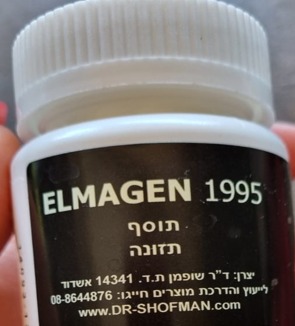 ELMAGEN 1995
תוסף
תזונה
יצרן: ד"ר שופמן ת.ד. 14341 אשדוד
לייעוץ והדרכת מוצרים חייגו: 08-8644876
www.DR-SHOFMAN.com